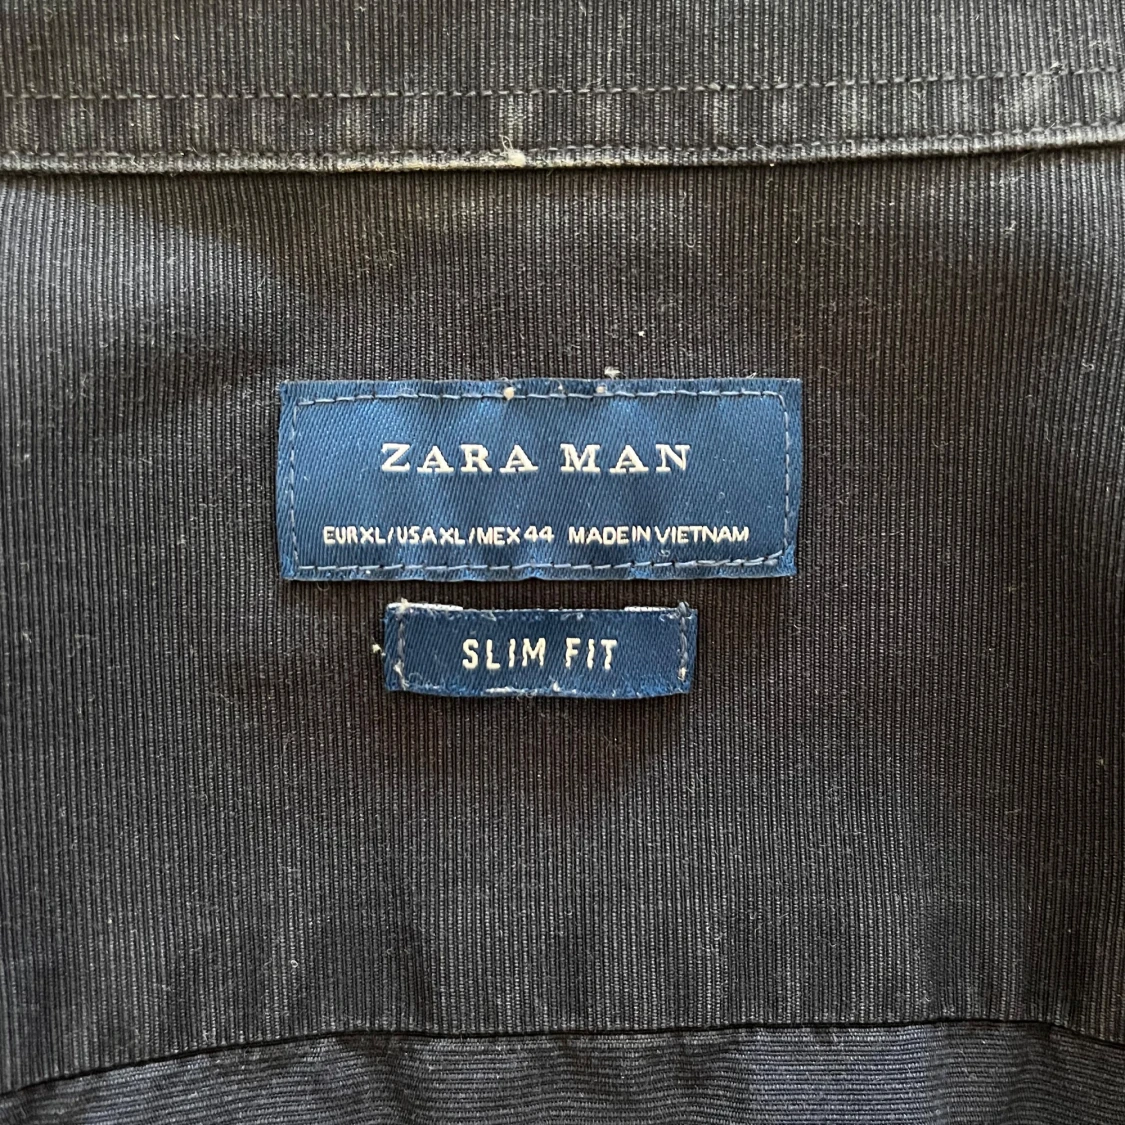 ZARA MAN
EUR XL / USA XL / MEX 44 MADE IN VIETNAM
SLIM FIT